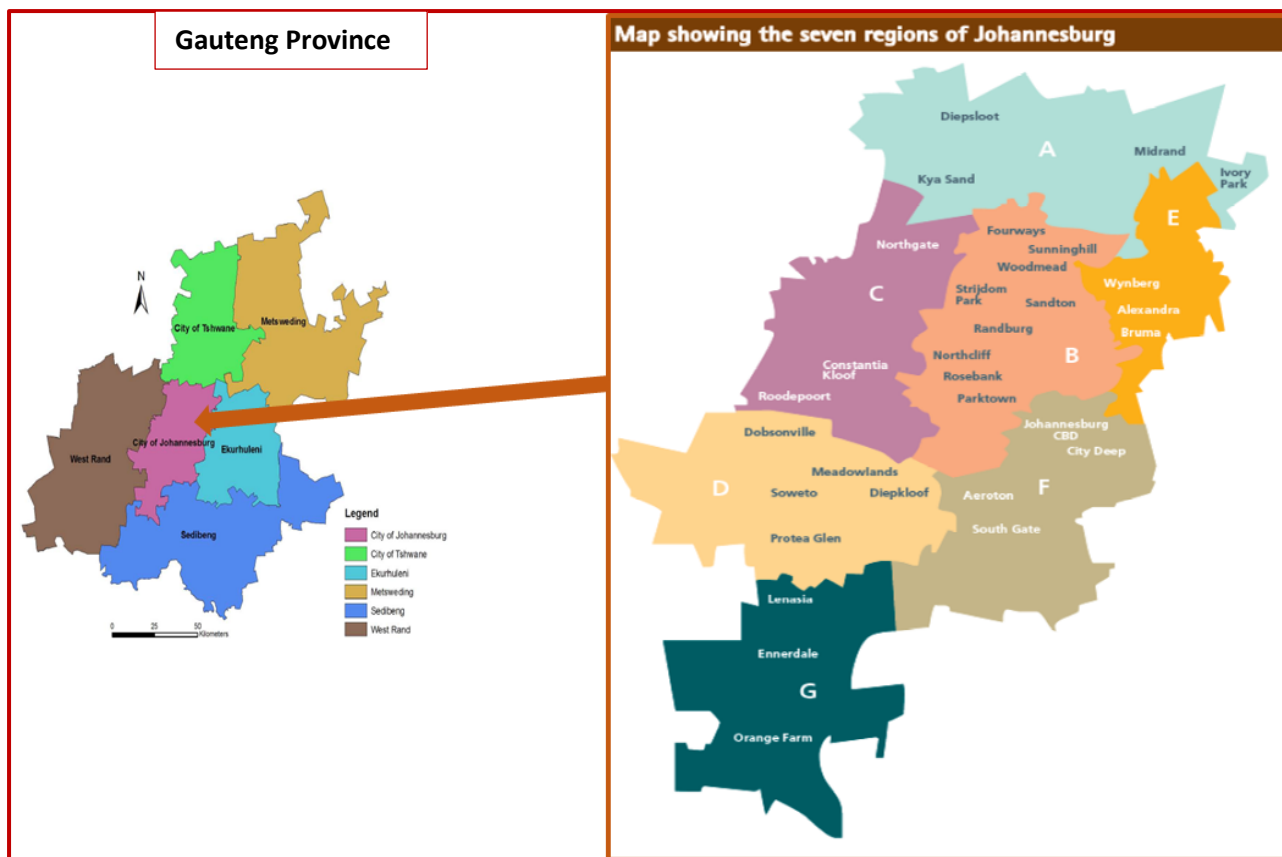 Gauteng Province
N
City of Tshwane
Metsweding
City of Johannesburg
Ekurhuleni
West Rand
Sedibeng
Legend
City of Johannesburg
City of Tshwane
Ekurhuleni
Metsweding
Sedibeng
West Rand
0 25 50
Kilometers
Map showing the seven regions of Johannesburg
Diepsloot
A
Midrand
Ivory
Park
Kya Sand
E
Northgate
Fourways
Sunninghill
Woodmead
Wynberg
C
Strijdom
Park
Sandton
Alexandra
Randburg
Bruma
Northcliff
B
Constantia
Kloof
Rosebank
Roodepoort
Parktown
Johannesburg
CBD
City Deep
Dobsonville
Meadowlands
D
Soweto
Diepkloof
Aeroton
F
South Gate
Protea Glen
Lenasia
Ennerdale
G
Orange Farm